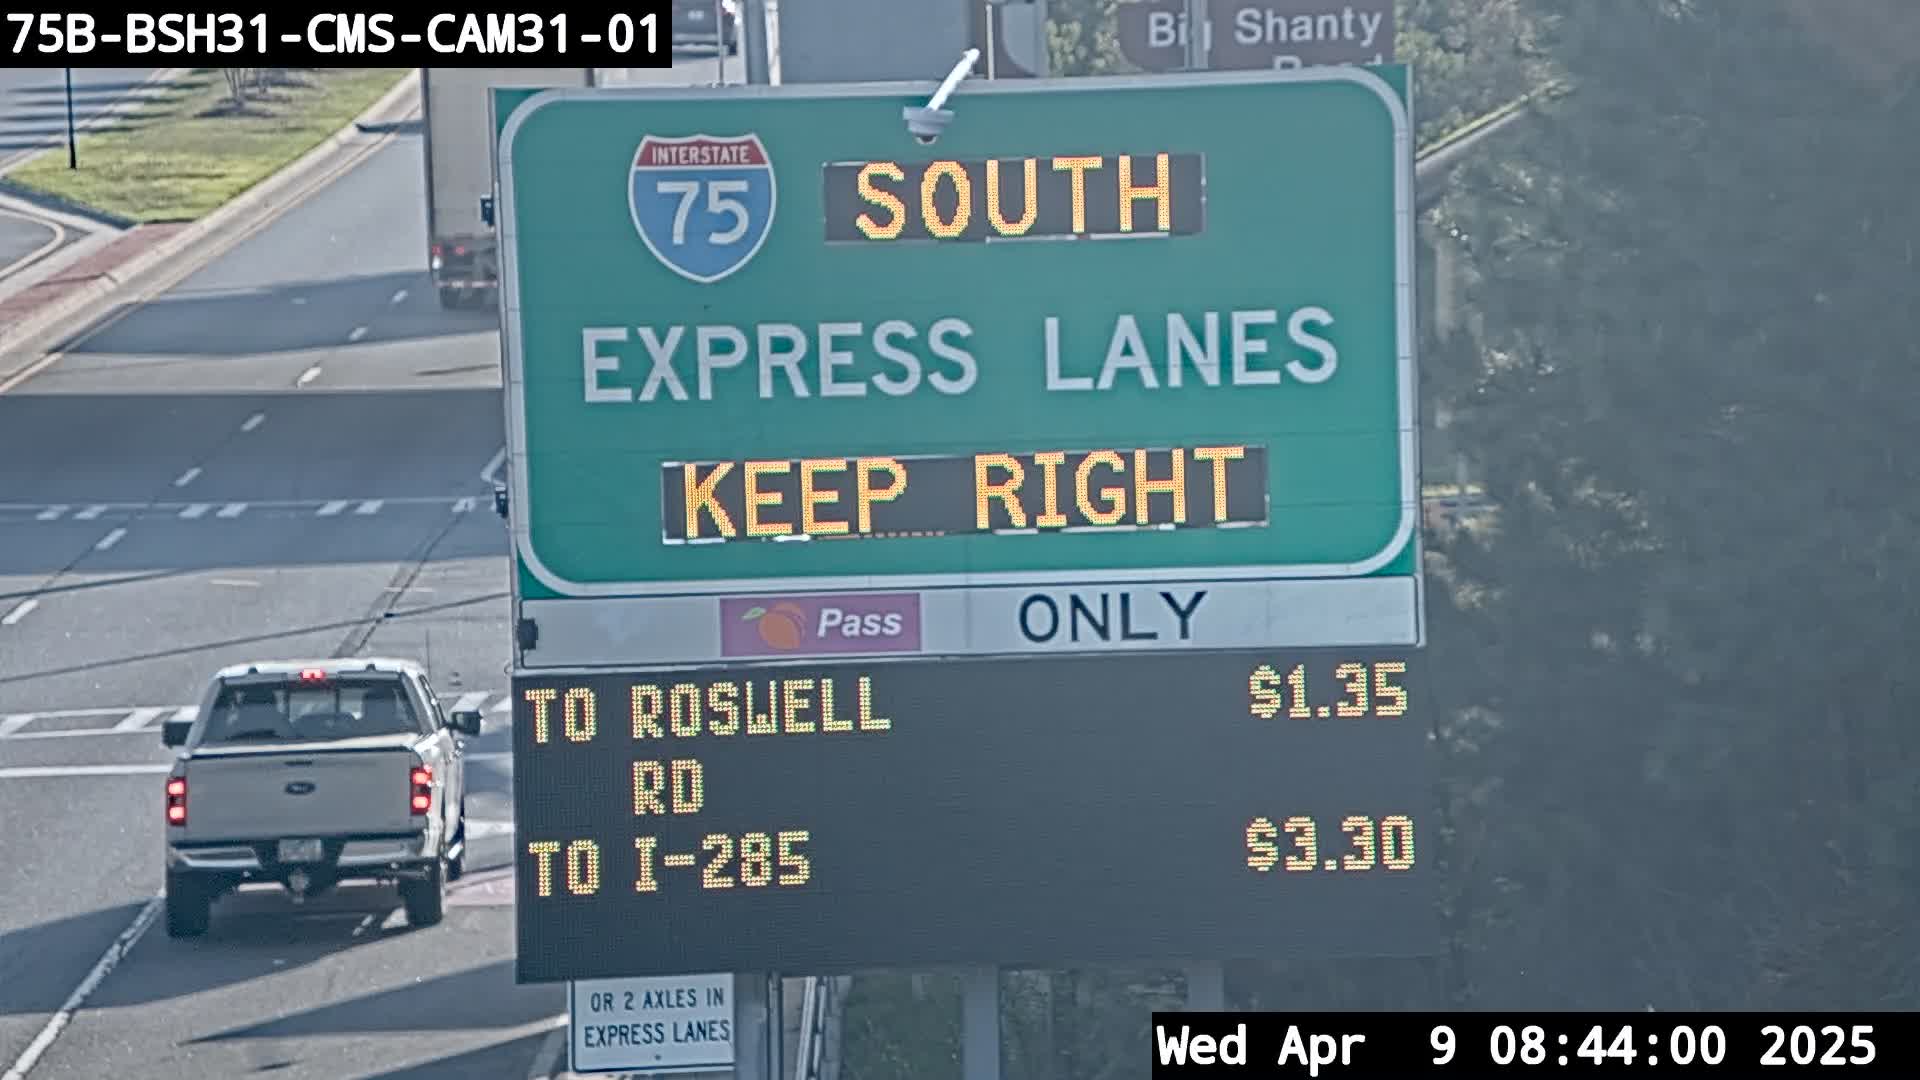 75B-BSH31-CMS-CAM31-01
Big Shanty
Road
INTERSTATE
75
SOUTH
EXPRESS LANES
KEEP RIGHT
Pass ONLY
TO ROSWELL $1.35
RD
TO I-285 $3.30
OR 2 AXLES IN
EXPRESS LANES
Wed Apr 9 08:44:00 2025